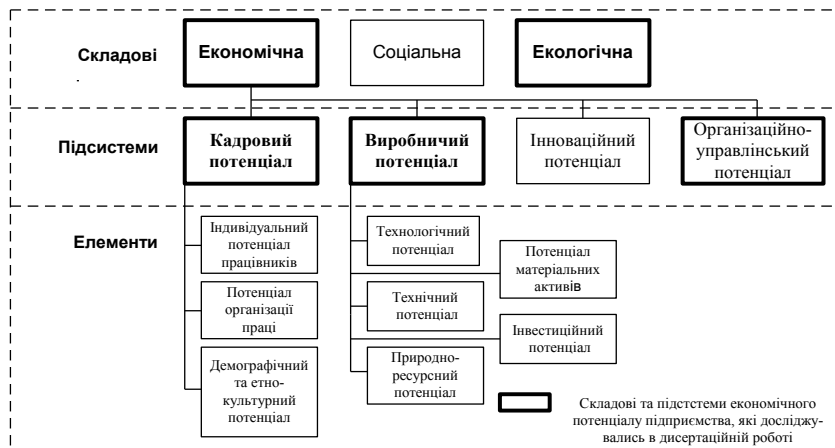 Складові
.
Економічна
Соціальна
Екологічна
Підсистеми
Кадровий
потенціал
Виробничий
потенціал
Інноваційний
потенціал
Організаційно-
управлінський
потенціал
Елементи
Індивідуальний
потенціал
працівників
Потенціал
організації
праці
Демографічний
та етно-
культурний
потенціал
Технологічний
потенціал
Технічний
потенціал
Природно-
ресурсний
потенціал
Потенціал
матеріальних
активів
Інвестиційний
потенціал
Складові та підстстеми економічного
потенціалу підприємства, які досліджу-
вались в дисертаційній роботі